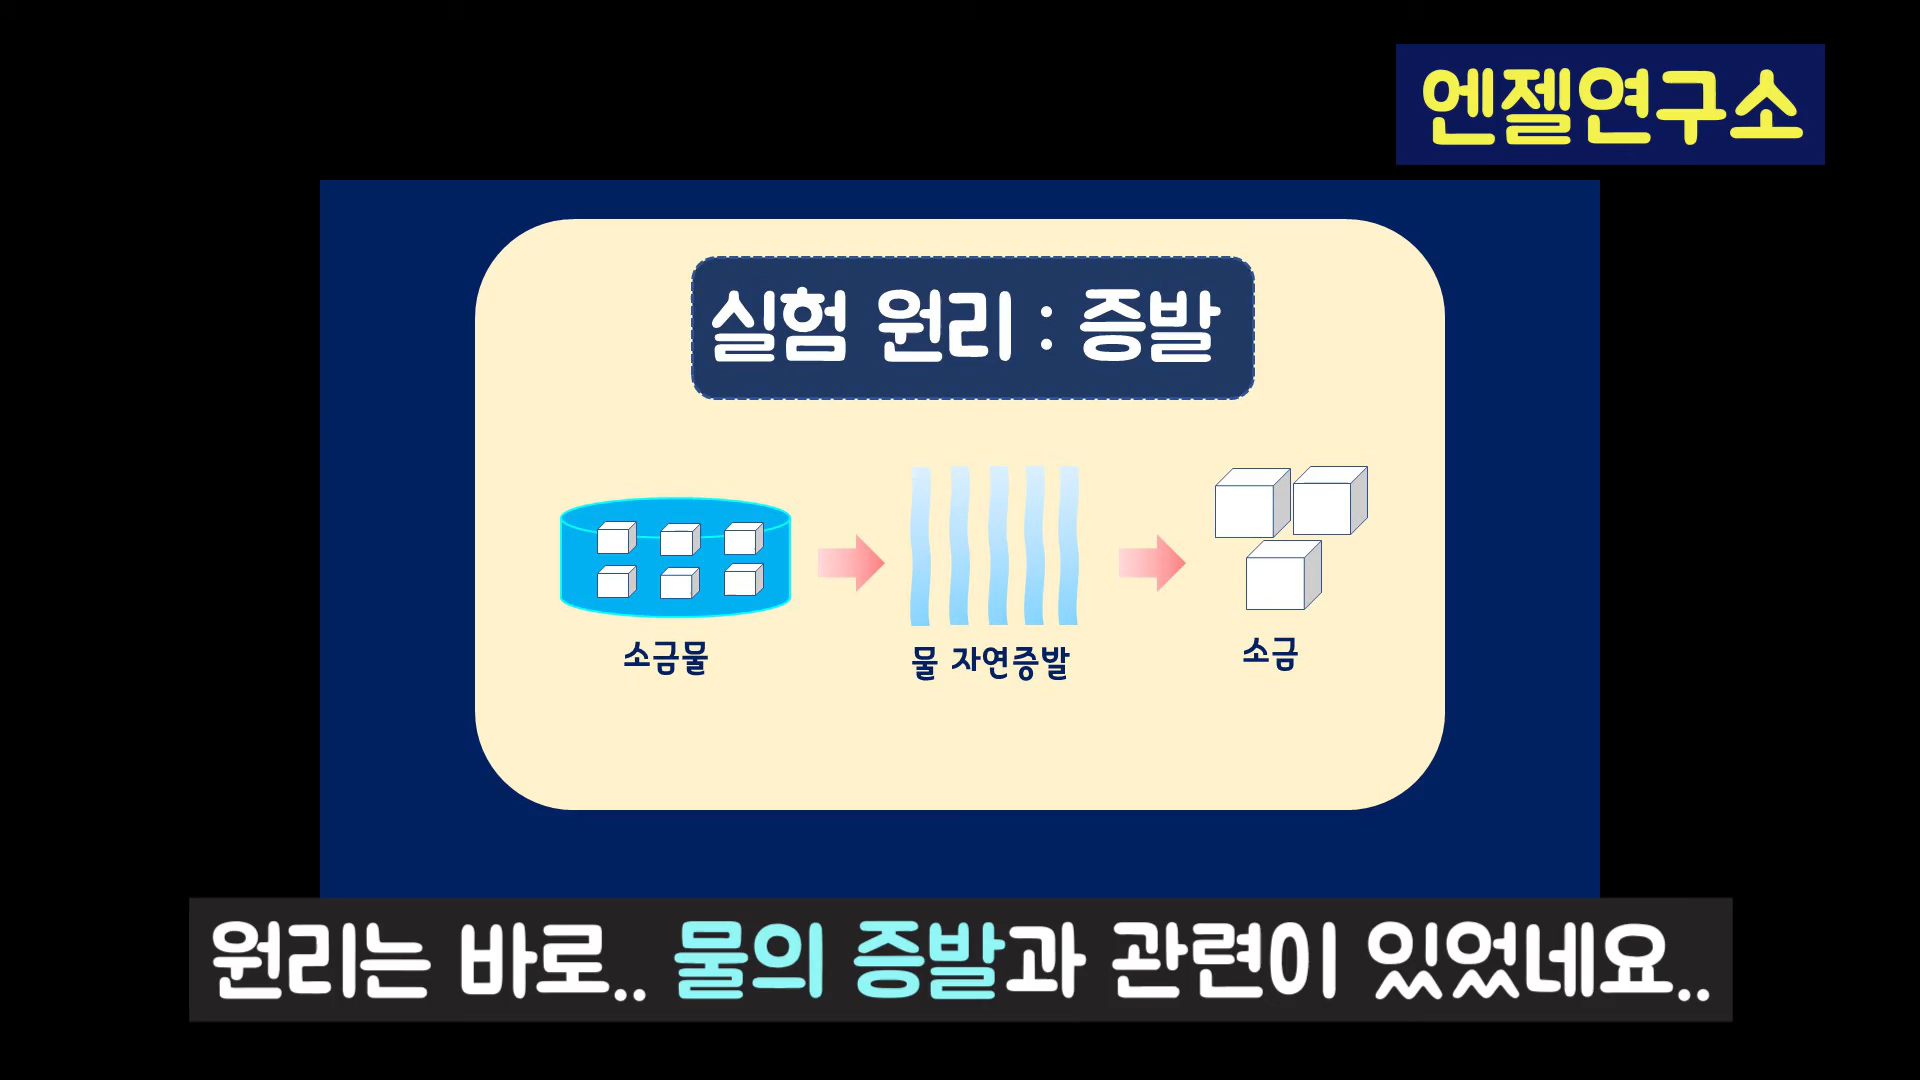 엔젤연구소
실험 원리 : 증발
소금물
물 자연증발
소금
원리는 바로.. 물의 증발과 관련이 있었네요..